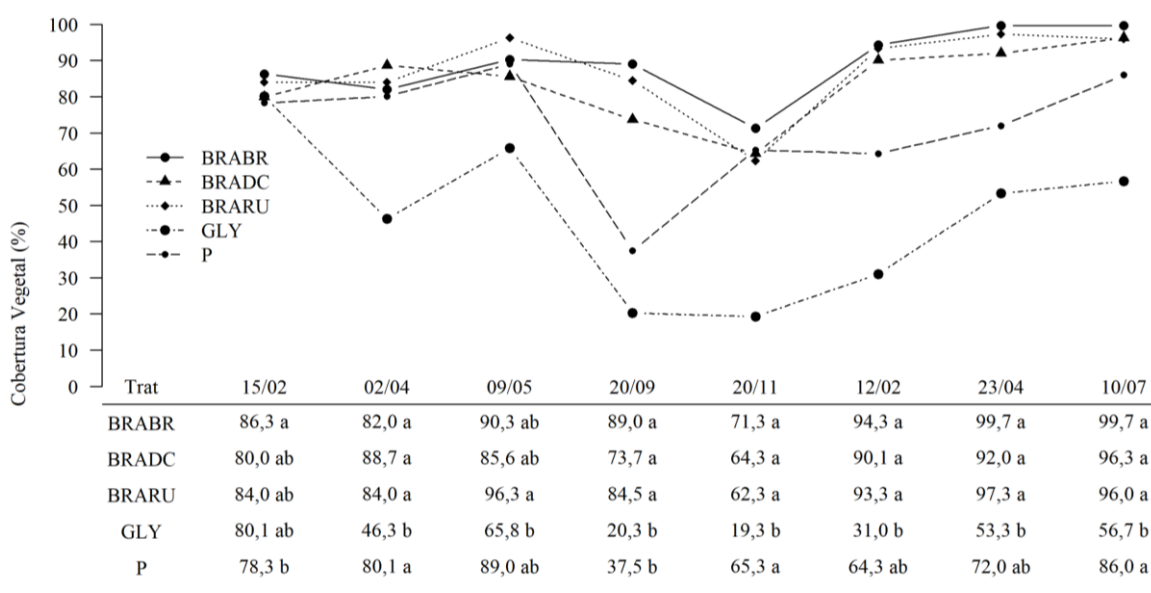 100
90
80
70
60
50
40
30
20
10
0
Cobertura Vegetal (%)
BRABR
BRADC
BRARU
GLY
P
Trat 15/02 02/04 09/05 20/09 20/11 12/02 23/04 10/07
BRABR 86,3 a 82,0 a 90,3 ab 89,0 a 71,3 a 94,3 a 99,7 a 99,7 a
BRADC 80,0 ab 88,7 a 85,6 ab 73,7 a 64,3 a 90,1 a 92,0 a 96,3 a
BRARU 84,0 ab 84,0 a 96,3 a 84,5 a 62,3 a 93,3 a 97,3 a 96,0 a
GLY 80,1 ab 46,3 b 65,8 b 20,3 b 19,3 b 31,0 b 53,3 b 56,7 b
P 78,3 b 80,1 a 89,0 ab 37,5 b 65,3 a 64,3 ab 72,0 ab 86,0 a